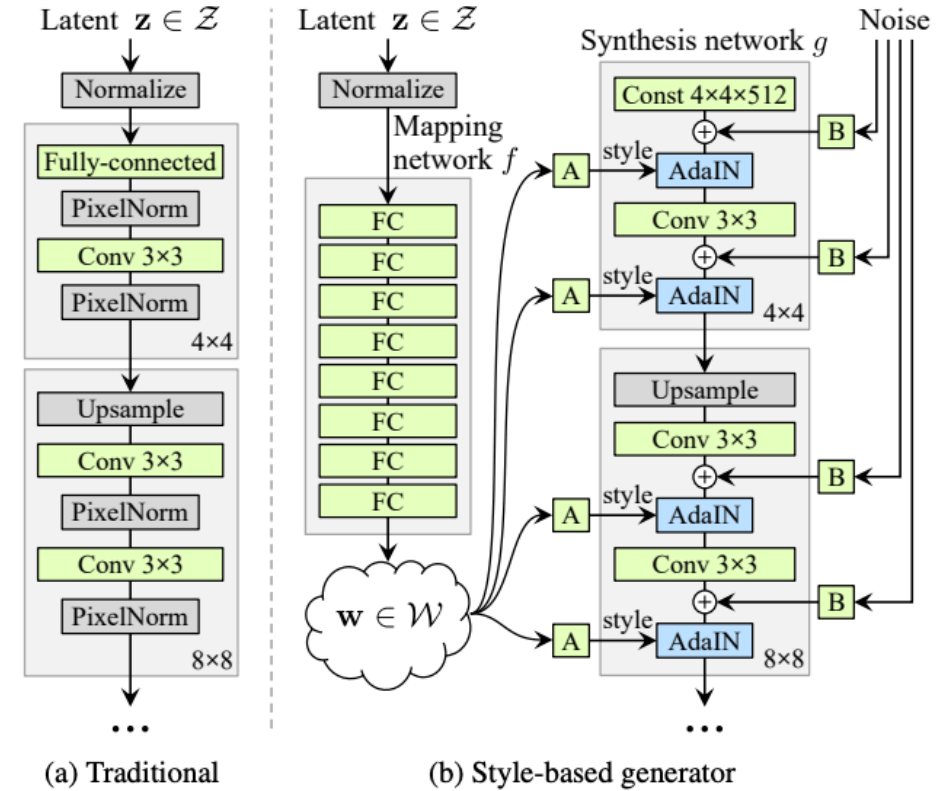 Latent z ∈ 𝒵
Normalize
Fully-connected
PixelNorm
Conv 3×3
PixelNorm
4×4
Upsample
Conv 3×3
PixelNorm
Conv 3×3
PixelNorm
8×8
...
(a) Traditional
Latent z ∈ 𝒵
Normalize
Mapping
network f
FC
FC
FC
FC
FC
FC
FC
FC
w ∈ 𝒲
A
style
A
style
A
style
A
style
Synthesis network g
Const 4×4×512
+
AdaIN
Conv 3×3
+
AdaIN
4×4
Upsample
Conv 3×3
+
AdaIN
Conv 3×3
+
AdaIN
8×8
...
Noise
B
B
B
B
(b) Style-based generator